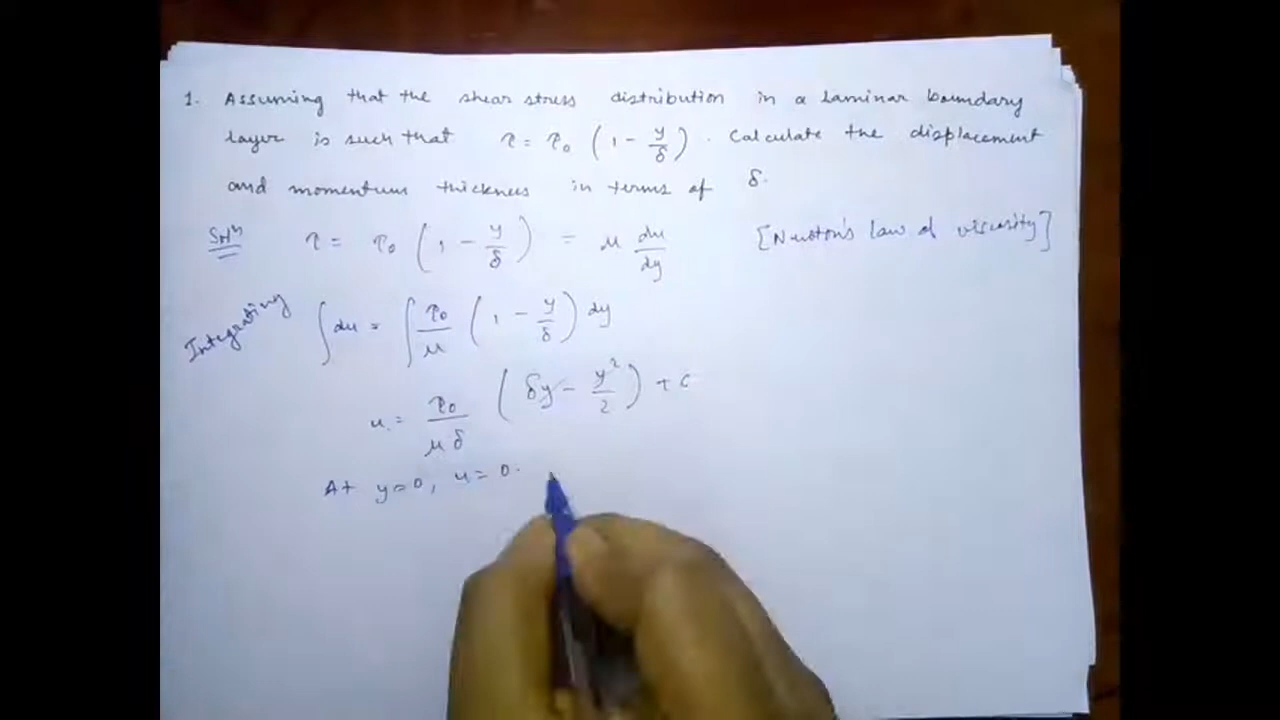 1. Assuming that the shear stress distribution in a laminar boundary
layer is such that τ = τ₀ (1 - y/δ). Calculate the displacement
and momentum thickness in terms of δ.
Solⁿ τ = τ₀ (1 - y/δ) = μ du/dy [Newton's law of viscosity]
Integrating ∫du = ∫ τ₀/μ (1 - y/δ) dy
u = τ₀/μδ (δy - y²/2) + c
At y=0, u=0.